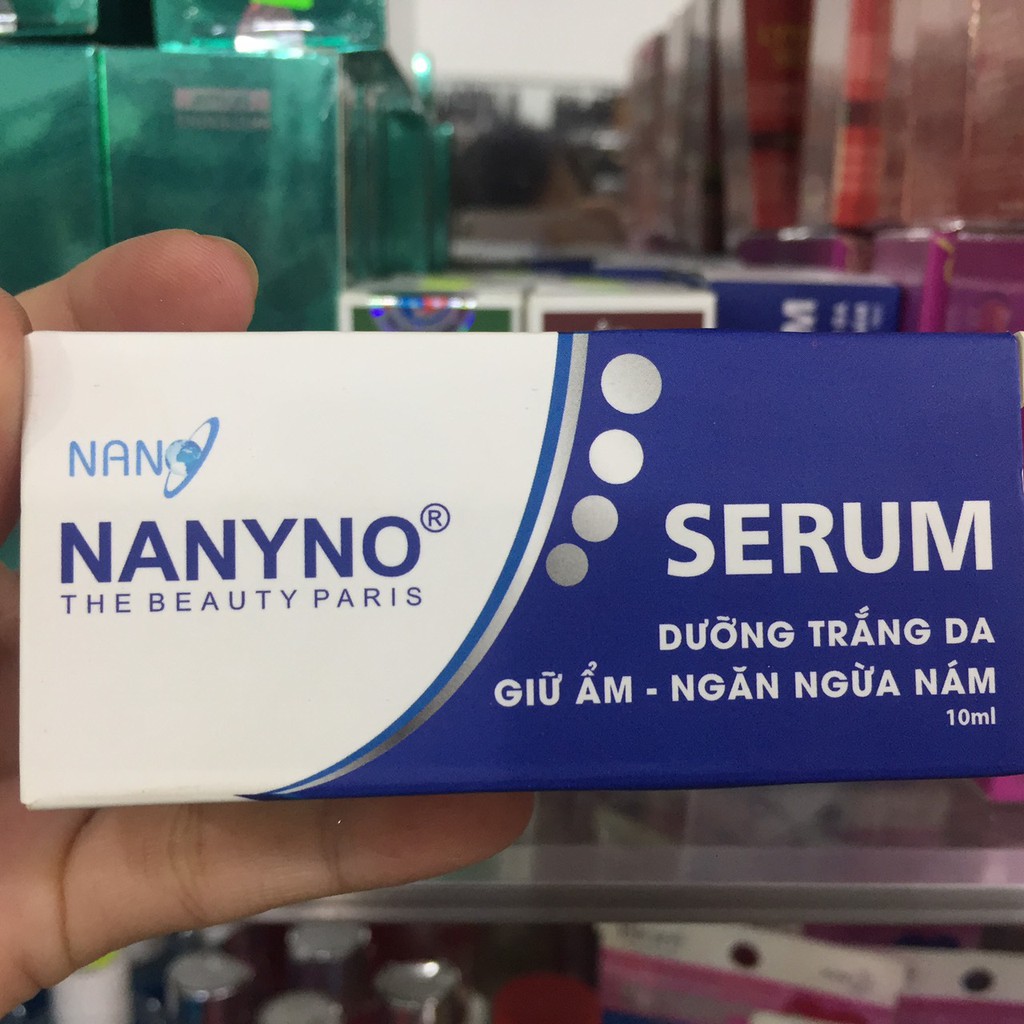 NANO
NANYNO®
THE BEAUTY PARIS
SERUM
DƯỠNG TRẮNG DA
GIỮ ẨM - NGĂN NGỪA NÁM
10ml